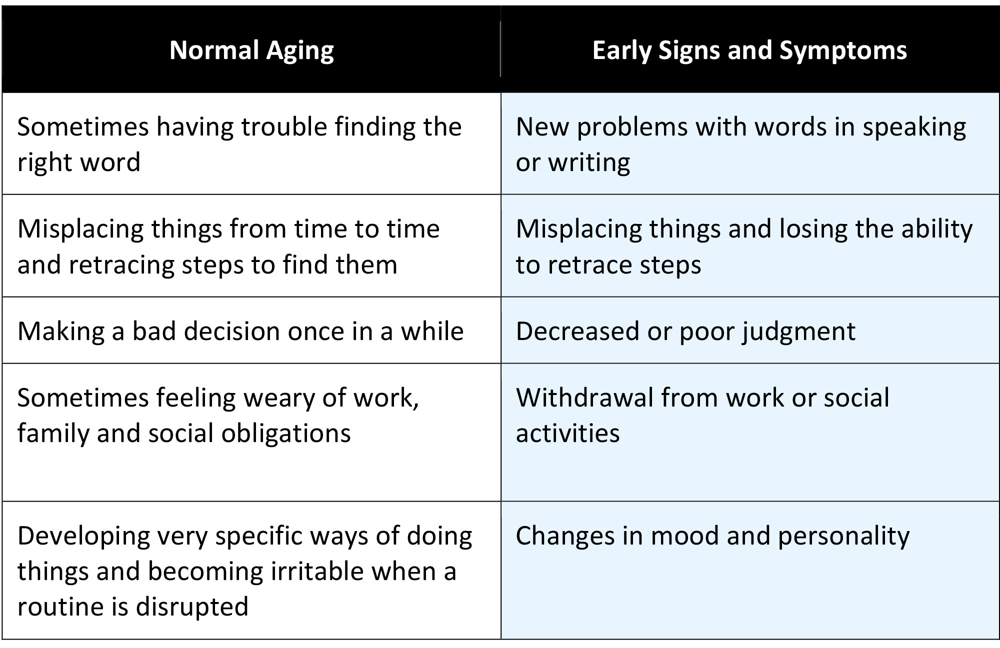 Normal Aging
Early Signs and Symptoms
Sometimes having trouble finding the
right word
New problems with words in speaking
or writing
Misplacing things from time to time
and retracing steps to find them
Misplacing things and losing the ability
to retrace steps
Making a bad decision once in a while
Decreased or poor judgment
Sometimes feeling weary of work,
family and social obligations
Withdrawal from work or social
activities
Developing very specific ways of doing
things and becoming irritable when a
routine is disrupted
Changes in mood and personality